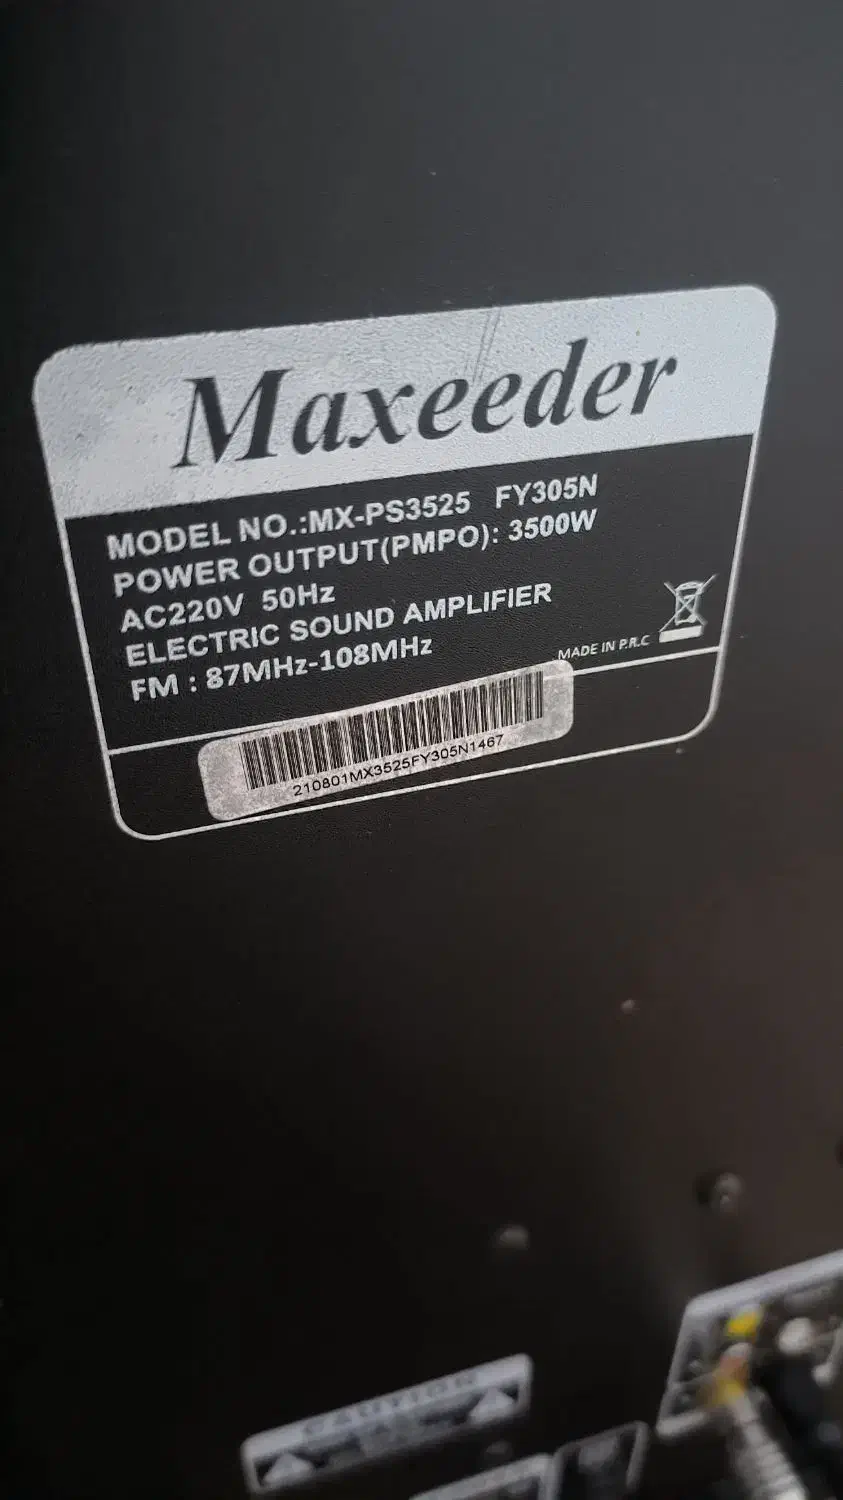 Maxeeder
MODEL NO.:MX-PS3525 FY305N
POWER OUTPUT(PMPO): 3500W
AC220V 50Hz
ELECTRIC SOUND AMPLIFIER
FM : 87MHz-108MHz
MADE IN P.R.C
210801MX3525FY305N1467
CAUTION